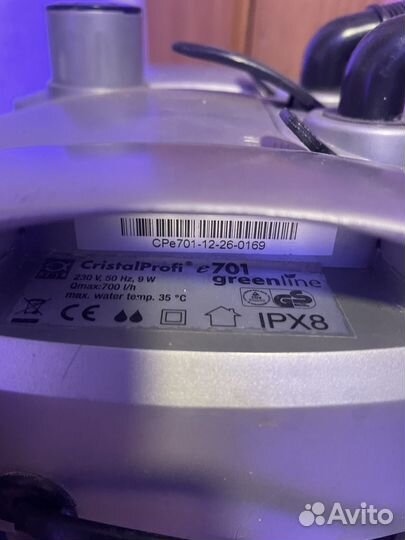 CPe701-12-26-0169
CristalProfi® e701
230 V, 50 Hz, 9 W greenline
Qmax:700 l/h
max. water temp. 35 °C
CE GS IPX8
Avito